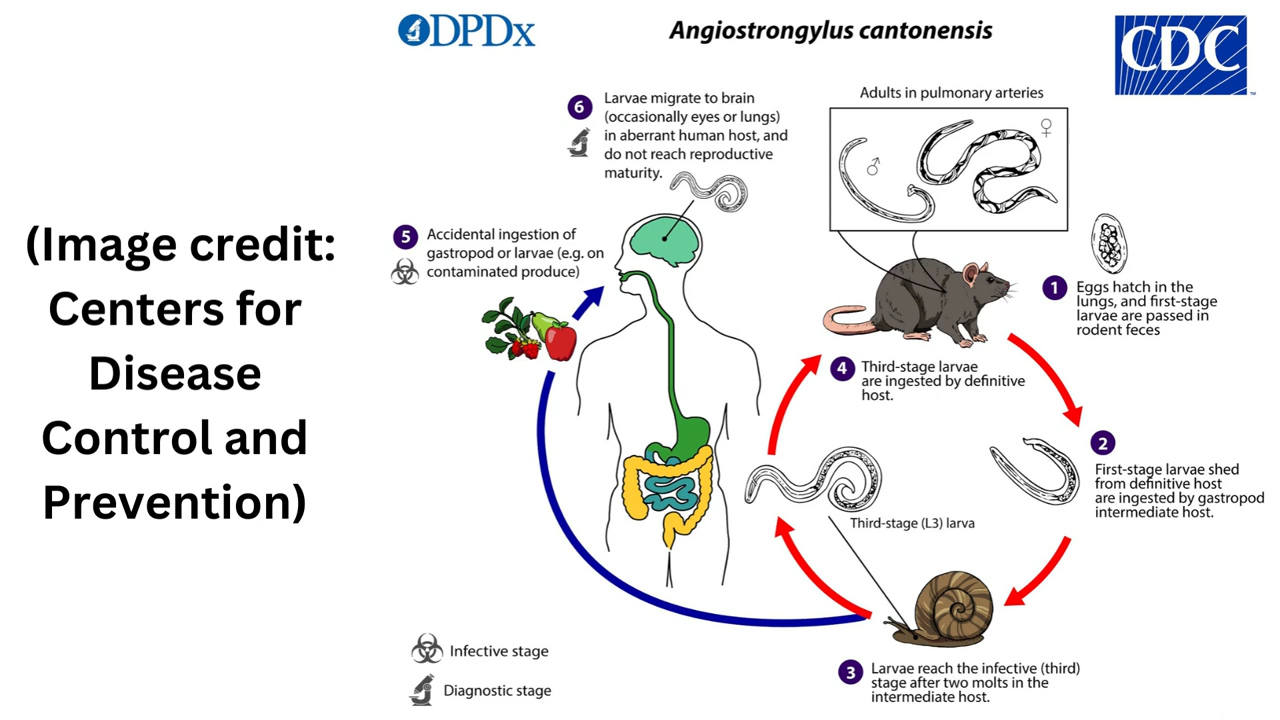 (Image credit:
Centers for
Disease
Control and
Prevention)
DPDx
Angiostrongylus cantonensis
CDC
TM
6
Larvae migrate to brain
(occasionally eyes or lungs)
in aberrant human host, and
do not reach reproductive
maturity.
Adults in pulmonary arteries
♂
♀
5
Accidental ingestion of
gastropod or larvae (e.g. on
contaminated produce)
1
Eggs hatch in the
lungs, and first-stage
larvae are passed in
rodent feces
4
Third-stage larvae
are ingested by definitive
host.
2
First-stage larvae shed
from definitive host
are ingested by gastropod
intermediate host.
Third-stage (L3) larva
3
Larvae reach the infective (third)
stage after two molts in the
intermediate host.
Infective stage
Diagnostic stage